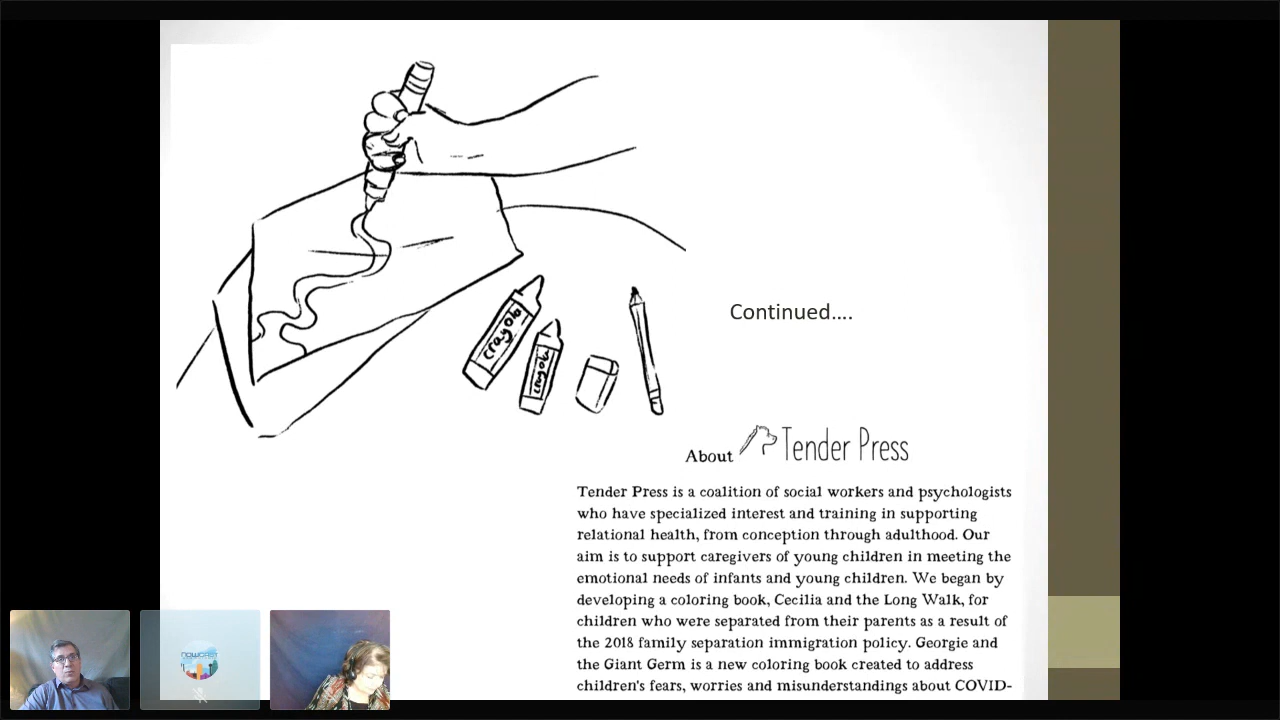 crayola
crayola
Continued....
About Tender Press
Tender Press is a coalition of social workers and psychologists
who have specialized interest and training in supporting
relational health, from conception through adulthood. Our
aim is to support caregivers of young children in meeting the
emotional needs of infants and young children. We began by
developing a coloring book, Cecilia and the Long Walk, for
children who were separated from their parents as a result of
the 2018 family separation immigration policy. Georgie and
the Giant Germ is a new coloring book created to address
children's fears, worries and misunderstandings about COVID-
NOWCAST